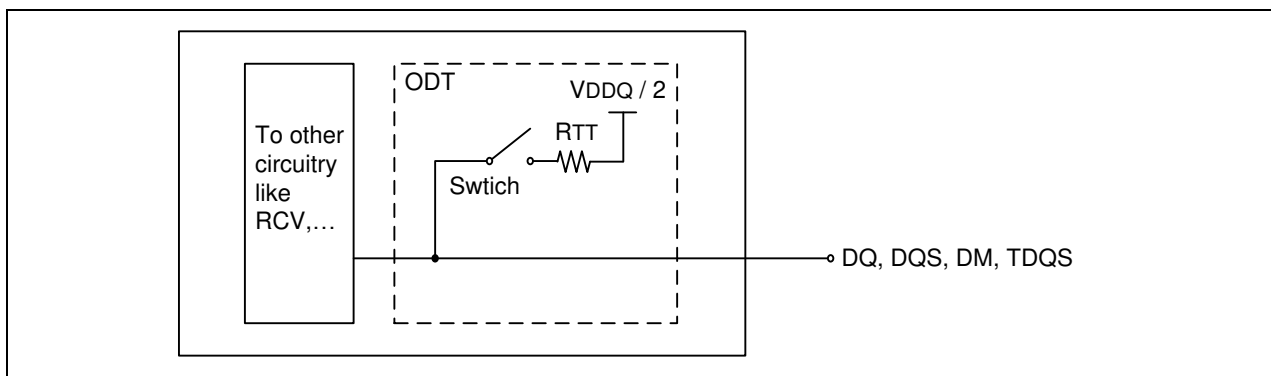 ODT
VDDQ / 2
To other
circuitry
like
RCV,…
RTT
Swtich
DQ, DQS, DM, TDQS